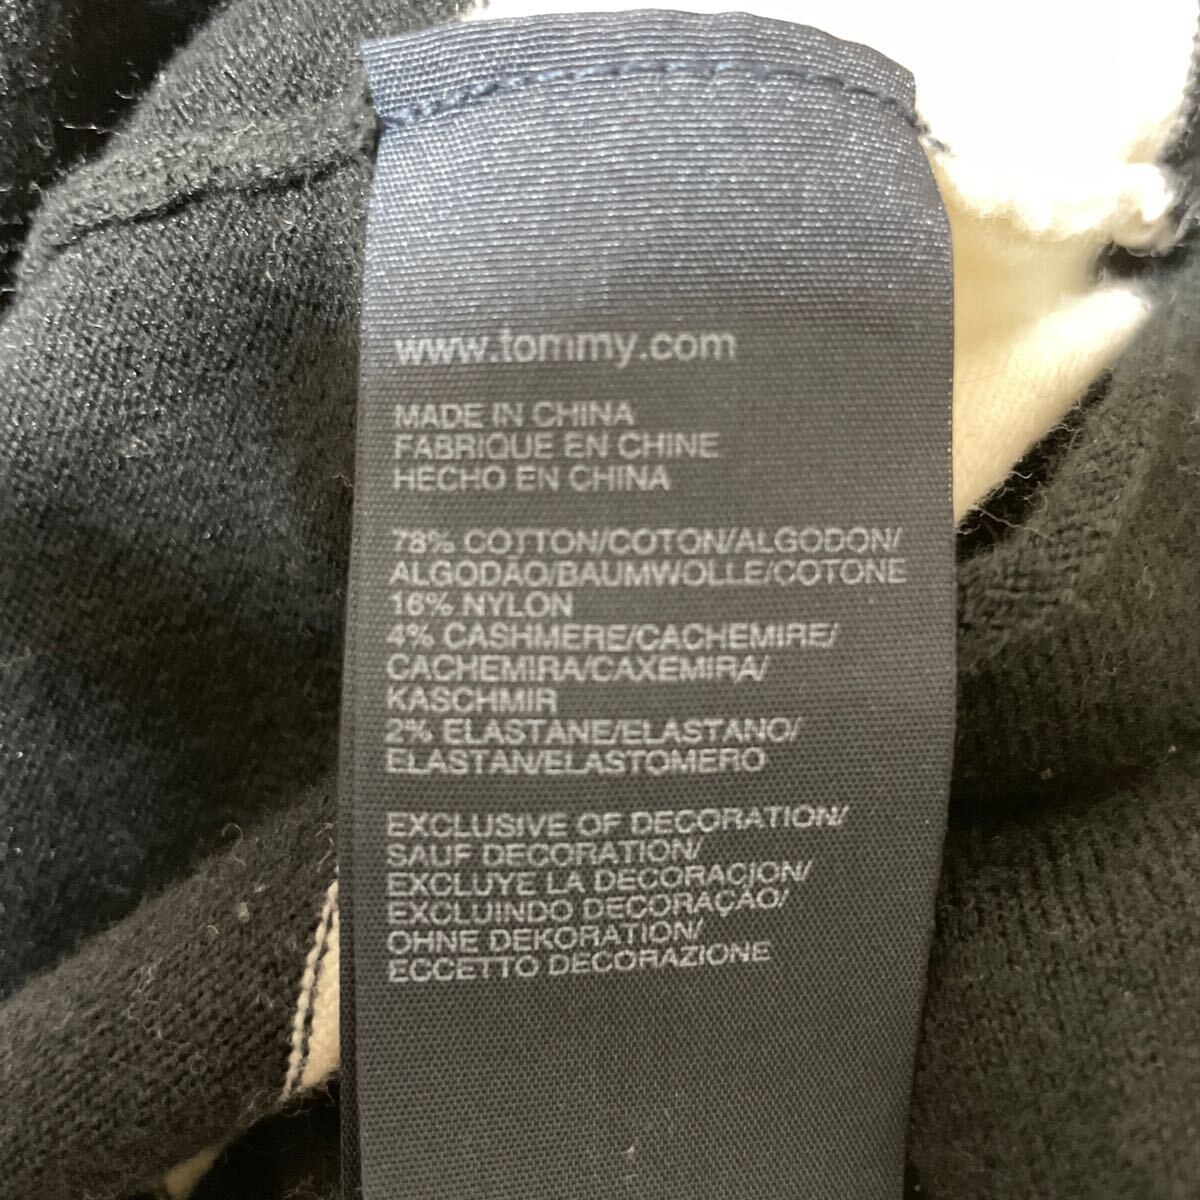 www.tommy.com
MADE IN CHINA
FABRIQUE EN CHINE
HECHO EN CHINA
78% COTTON/COTON/ALGODON/
ALGODAO/BAUMWOLLE/COTONE
16% NYLON
4% CASHMERE/CACHEMIRE/
CACHEMIRA/CAXEMIRA/
KASCHMIR
2% ELASTANE/ELASTANO/
ELASTAN/ELASTOMERO
EXCLUSIVE OF DECORATION/
SAUF DECORATION/
EXCLUYE LA DECORACION/
EXCLUINDO DECORAÇÃO/
OHNE DEKORATION/
ECCETTO DECORAZIONE